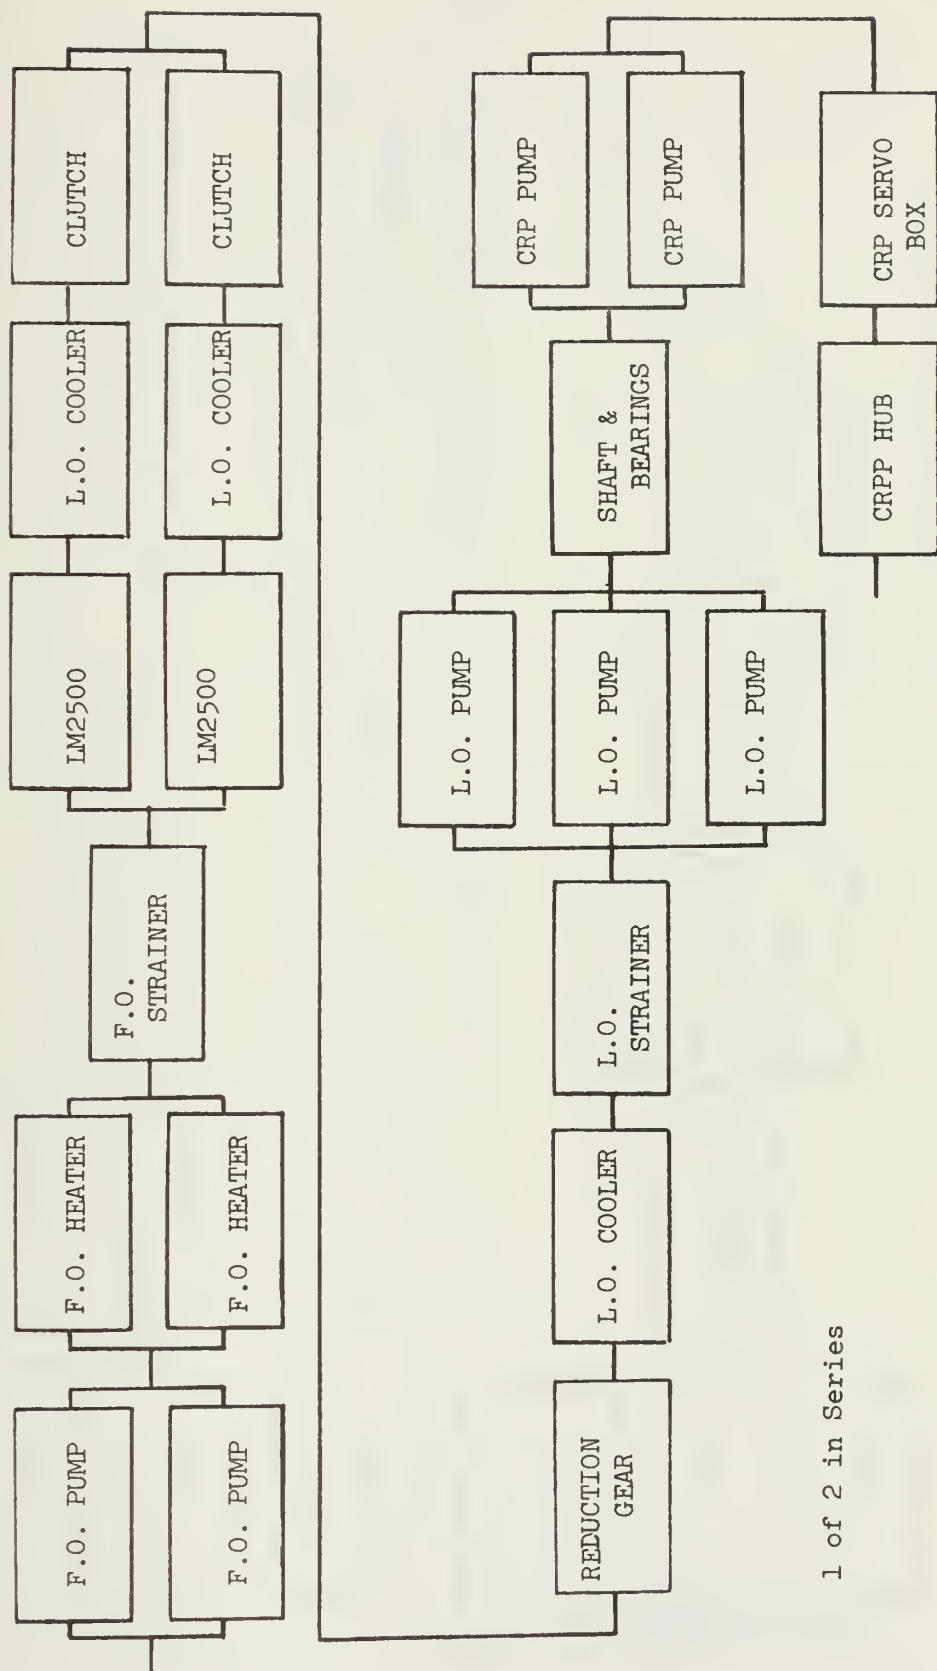 F.O. PUMP
F.O. PUMP
F.O. HEATER
F.O. HEATER
F.O.
STRAINER
LM2500
LM2500
L.O. COOLER
L.O. COOLER
CLUTCH
CLUTCH
REDUCTION
GEAR
L.O. COOLER
L.O.
STRAINER
L.O. PUMP
L.O. PUMP
L.O. PUMP
SHAFT &
BEARINGS
CRP PUMP
CRP PUMP
CRP SERVO
BOX
CRPP HUB
1 of 2 in Series